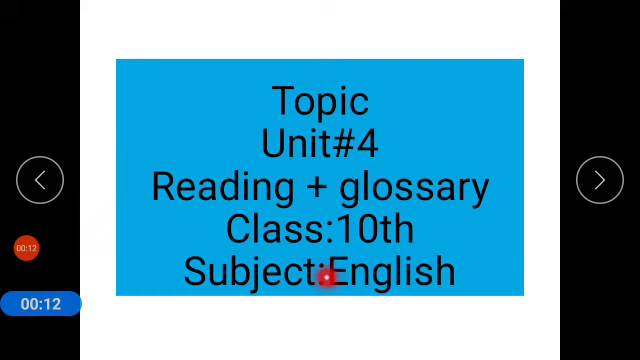 Topic
Unit#4
Reading + glossary
Class:10th
Subject:English
00:12
00:12